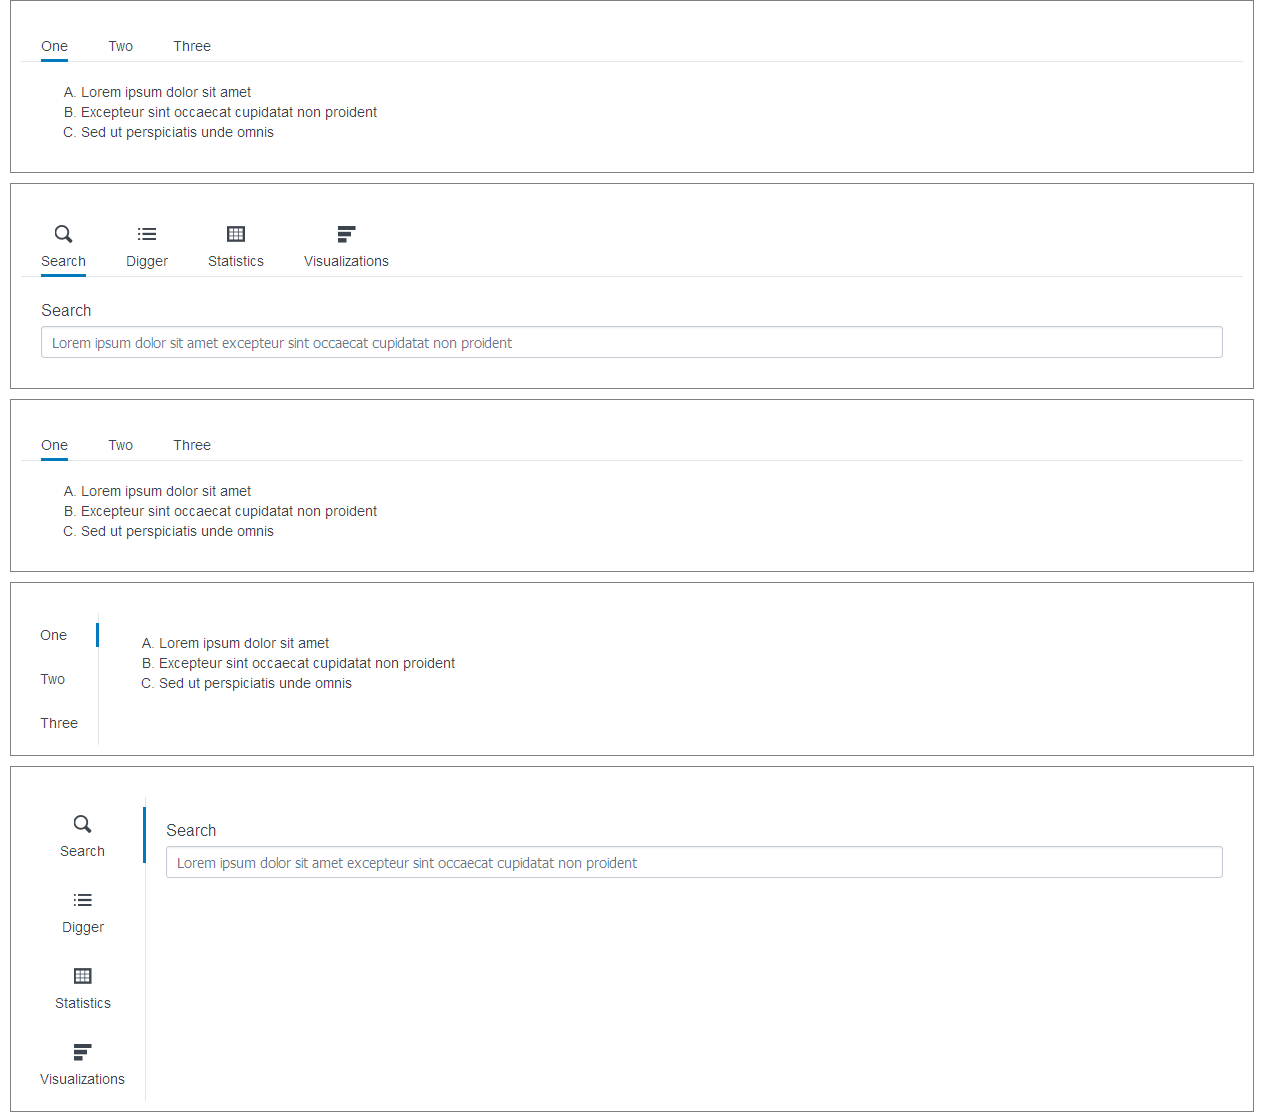 One Two Three
A. Lorem ipsum dolor sit amet
B. Excepteur sint occaecat cupidatat non proident
C. Sed ut perspiciatis unde omnis
Search Digger Statistics Visualizations
Search
Lorem ipsum dolor sit amet excepteur sint occaecat cupidatat non proident
One Two Three
A. Lorem ipsum dolor sit amet
B. Excepteur sint occaecat cupidatat non proident
C. Sed ut perspiciatis unde omnis
One
Two
Three
A. Lorem ipsum dolor sit amet
B. Excepteur sint occaecat cupidatat non proident
C. Sed ut perspiciatis unde omnis
Search
Digger
Statistics
Visualizations
Search
Lorem ipsum dolor sit amet excepteur sint occaecat cupidatat non proident